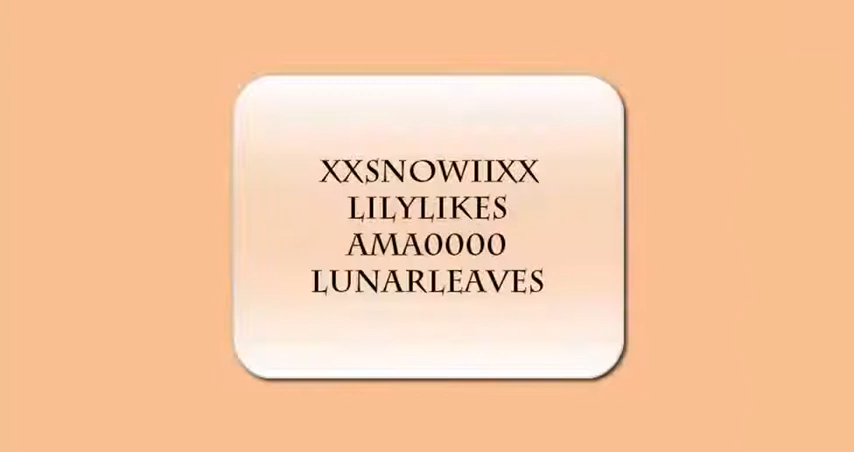 XXSNOWIIXX
LILYLIKES
AMA0000
LUNARLEAVES